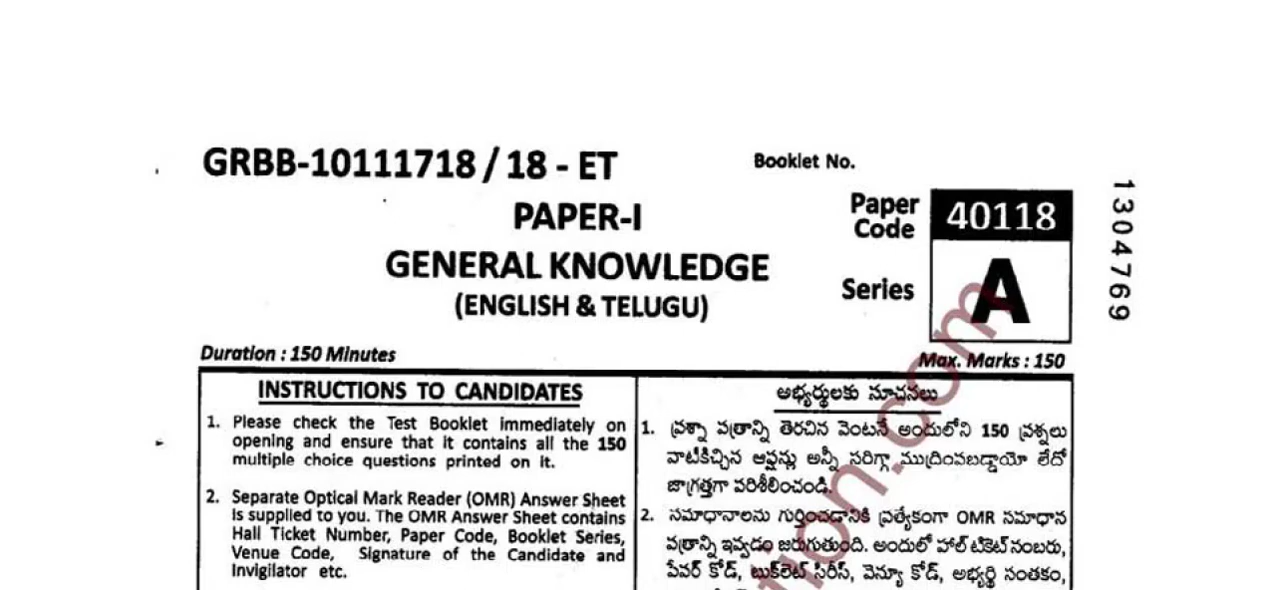 GRBB-10111718 / 18 - ET
Booklet No.
1304769
PAPER-I
Paper Code 40118
GENERAL KNOWLEDGE
Series A
(ENGLISH & TELUGU)
Duration : 150 Minutes
Max. Marks : 150
INSTRUCTIONS TO CANDIDATES
1. Please check the Test Booklet immediately on
opening and ensure that it contains all the 150
multiple choice questions printed on it.
2. Separate Optical Mark Reader (OMR) Answer Sheet
is supplied to you. The OMR Answer Sheet contains
Hall Ticket Number, Paper Code, Booklet Series,
Venue Code, Signature of the Candidate and
Invigilator etc.
అభ్యర్థులకు సూచనలు
1. ప్రశ్నా పత్రాన్ని తెరచిన వెంటనే అందులోని 150 ప్రశ్నలు
వాటికిచ్చిన ఆప్షన్లు అన్నీ సరిగ్గా ముద్రింపబడ్డాయో లేదో
జాగ్రత్తగా పరిశీలించండి.
2. సమాధానాలను గుర్తించడానికి ప్రత్యేకంగా OMR సమాధాన
పత్రాన్ని ఇవ్వడం జరుగుతుంది. అందులో హాల్ టికెట్ నంబరు,
పేపర్ కోడ్, బుక్‌లెట్ సిరీస్, వెన్యూ కోడ్, అభ్యర్థి సంతకం,
tion.com